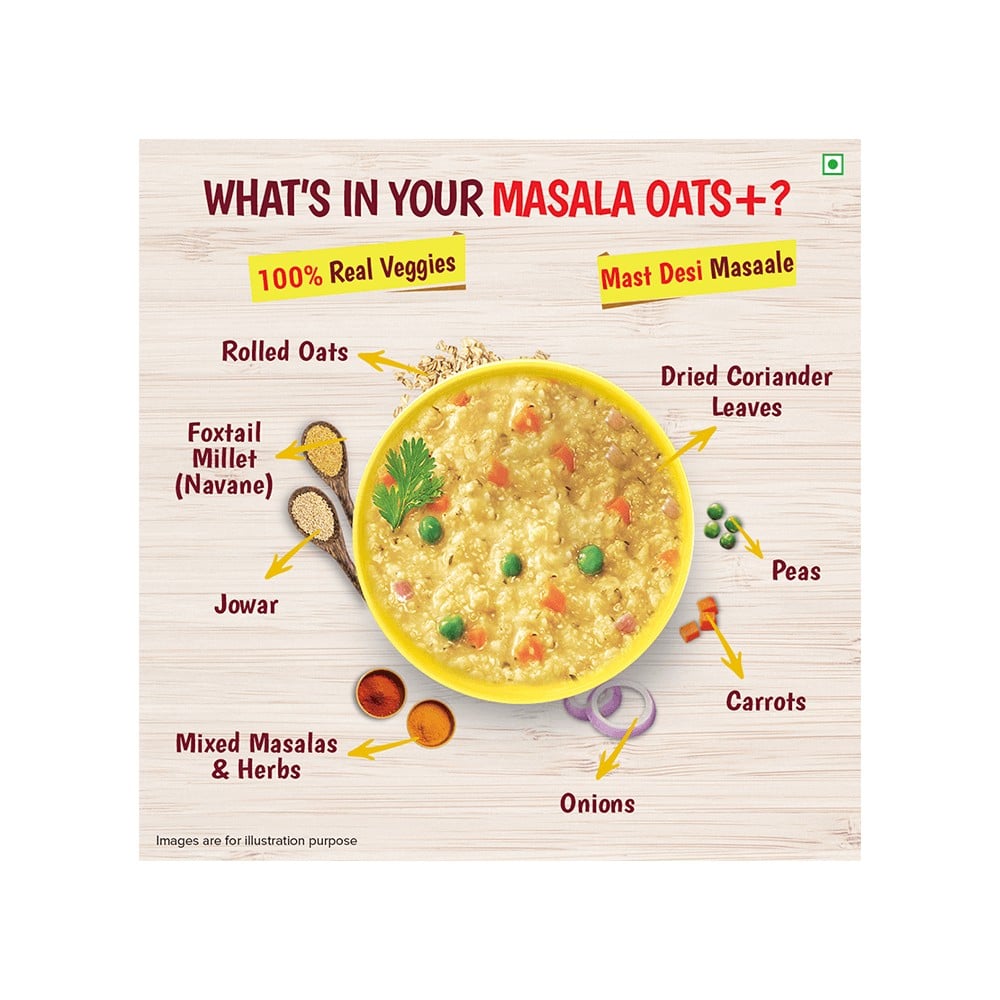 WHAT'S IN YOUR MASALA OATS+?
100% Real Veggies
Mast Desi Masaale
Rolled Oats
Dried Coriander
Leaves
Foxtail
Millet
(Navane)
Peas
Jowar
Carrots
Mixed Masalas
& Herbs
Onions
Images are for illustration purpose